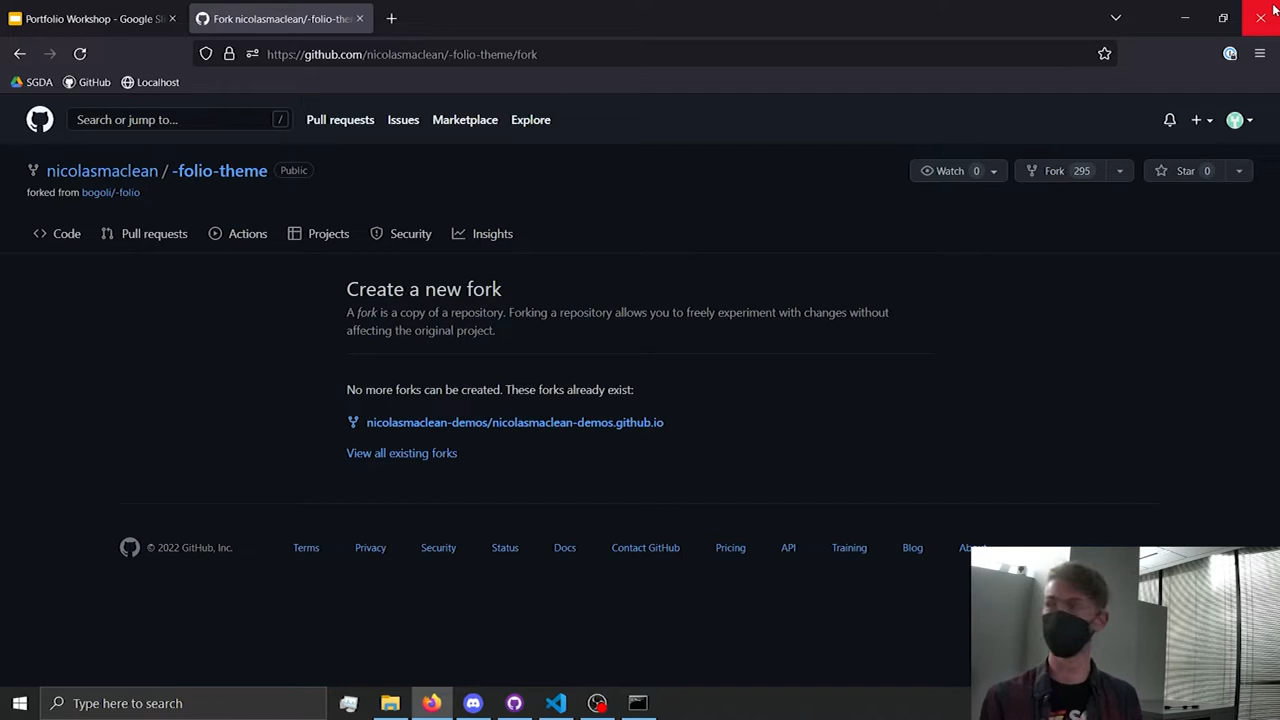 Portfolio Workshop - Google Sl
Fork nicolasmaclean/-folio-the
https://github.com/nicolasmaclean/-folio-theme/fork
SGDA
GitHub
Localhost
Search or jump to...
/
Pull requests
Issues
Marketplace
Explore
nicolasmaclean / -folio-theme
Public
forked from bogoli/-folio
Watch 0
Fork 295
Star 0
Code
Pull requests
Actions
Projects
Security
Insights
Create a new fork
A fork is a copy of a repository. Forking a repository allows you to freely experiment with changes without
affecting the original project.
No more forks can be created. These forks already exist:
nicolasmaclean-demos/nicolasmaclean-demos.github.io
View all existing forks
© 2022 GitHub, Inc.
Terms
Privacy
Security
Status
Docs
Contact GitHub
Pricing
API
Training
Blog
Type here to search